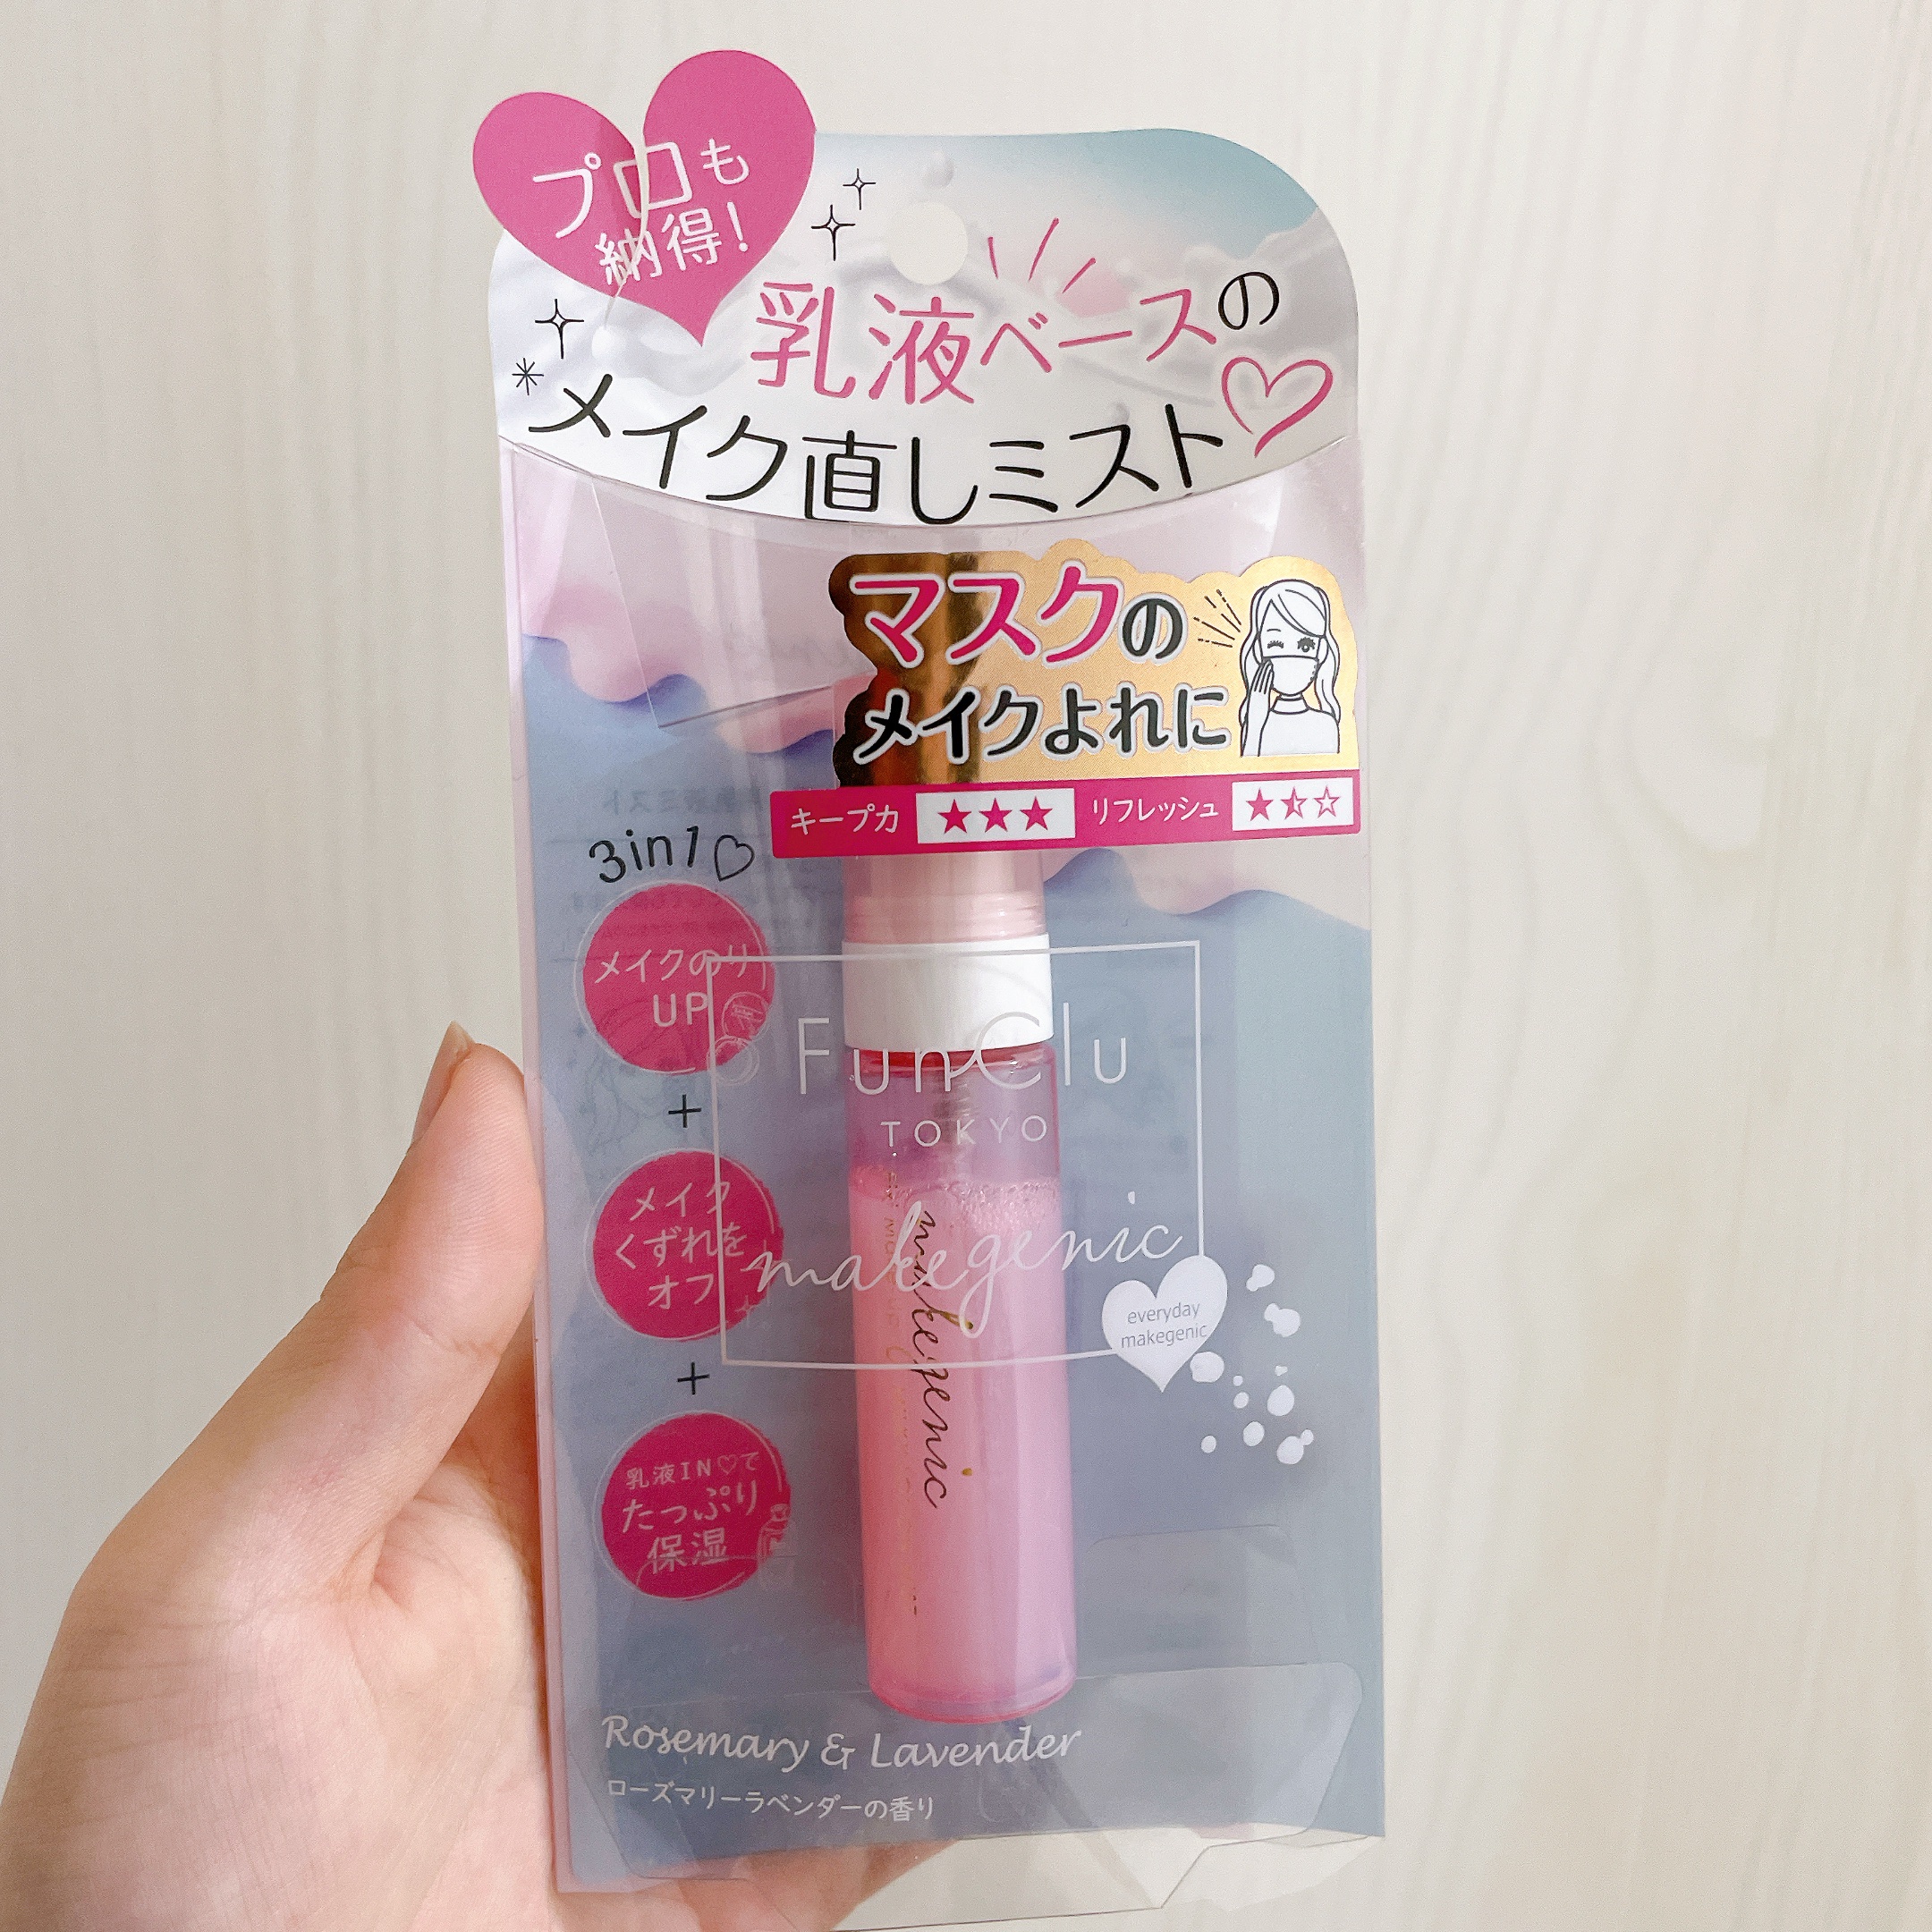 プロも
納得!
乳液ベースの
メイク直しミスト
マスクの
メイクよれに
キープ力 ★★★ リフレッシュ
3in1♡
メイクのり
UP
+
メイク
くずれを
オフ
+
乳液IN♡で
たっぷり
保湿
FunClu
TOKYO
makegenic
everyday
makegenic
makegenic
Rosemary & Lavender
ローズマリーラベンダーの香り